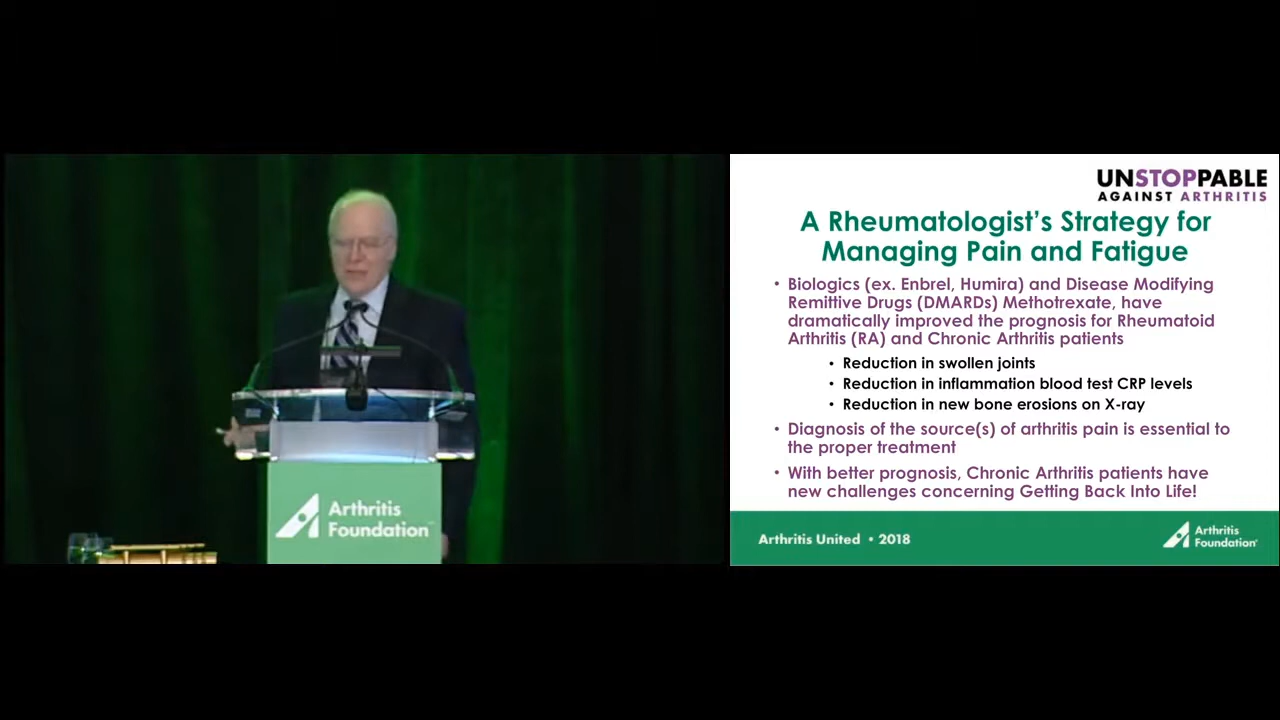 Arthritis
Foundation
UNSTOPPABLE
AGAINST ARTHRITIS
A Rheumatologist's Strategy for
Managing Pain and Fatigue
• Biologics (ex. Enbrel, Humira) and Disease Modifying
Remittive Drugs (DMARDs) Methotrexate, have
dramatically improved the prognosis for Rheumatoid
Arthritis (RA) and Chronic Arthritis patients
• Reduction in swollen joints
• Reduction in inflammation blood test CRP levels
• Reduction in new bone erosions on X-ray
• Diagnosis of the source(s) of arthritis pain is essential to
the proper treatment
• With better prognosis, Chronic Arthritis patients have
new challenges concerning Getting Back Into Life!
Arthritis United • 2018
Arthritis
Foundation